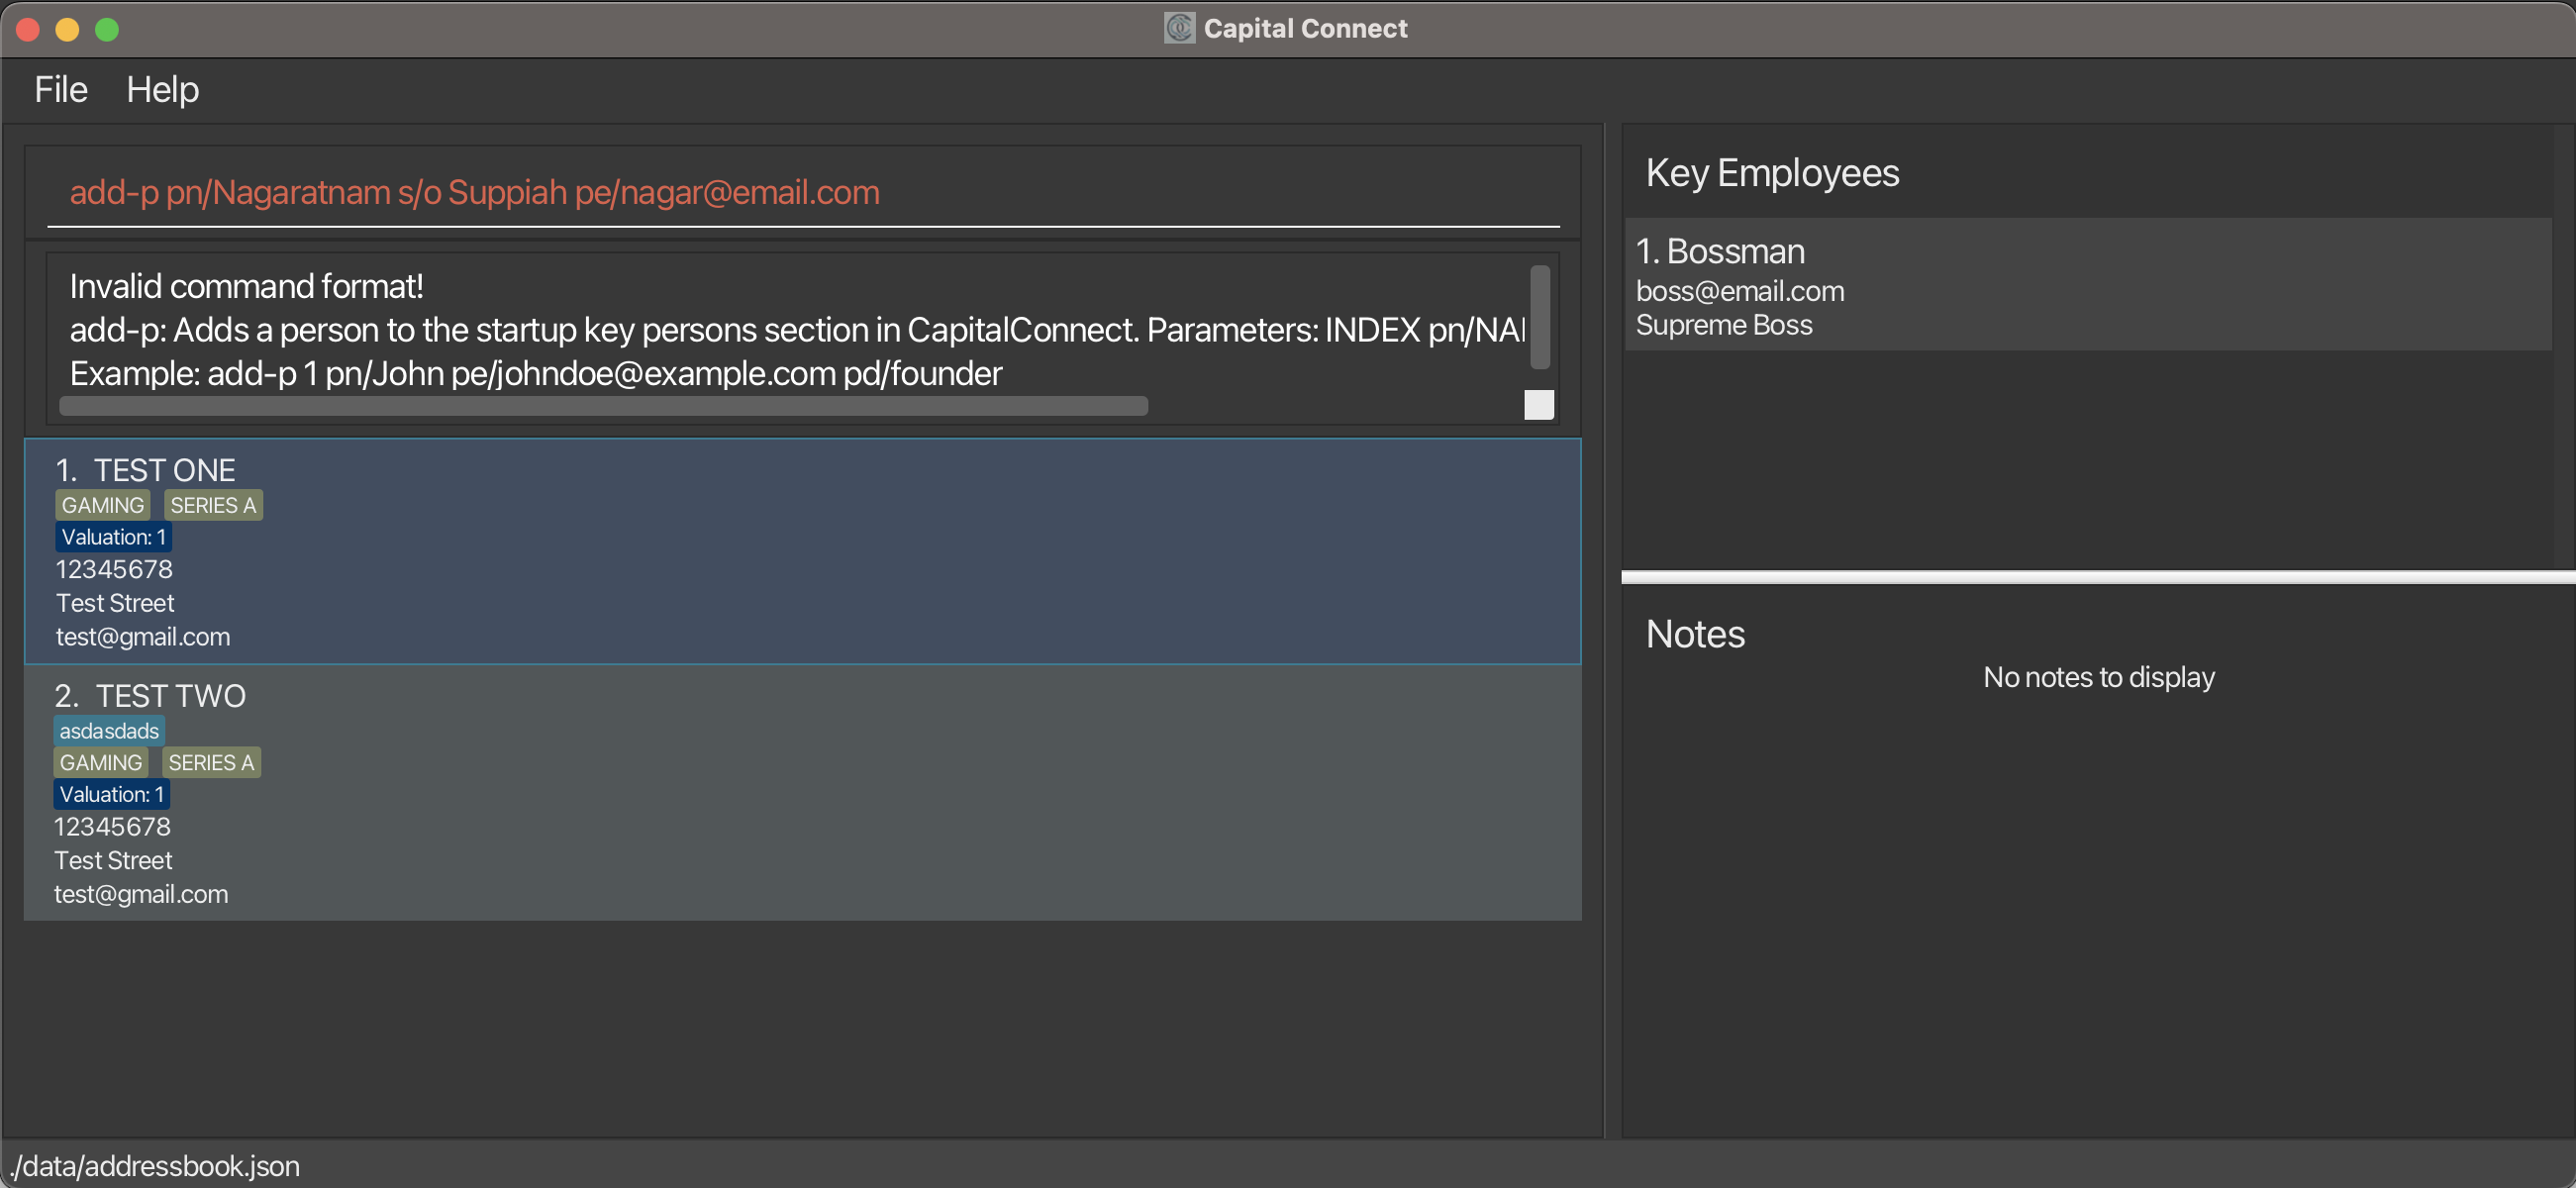 Capital Connect
File Help
add-p pn/Nagaratnam s/o Suppiah pe/nagar@email.com
Invalid command format!
add-p: Adds a person to the startup key persons section in CapitalConnect. Parameters: INDEX pn/NA
Example: add-p 1 pn/John pe/johndoe@example.com pd/founder
1. TEST ONE
GAMING SERIES A
Valuation: 1
12345678
Test Street
test@gmail.com
2. TEST TWO
asdasdads
GAMING SERIES A
Valuation: 1
12345678
Test Street
test@gmail.com
Key Employees
1. Bossman
boss@email.com
Supreme Boss
Notes
No notes to display
./data/addressbook.json